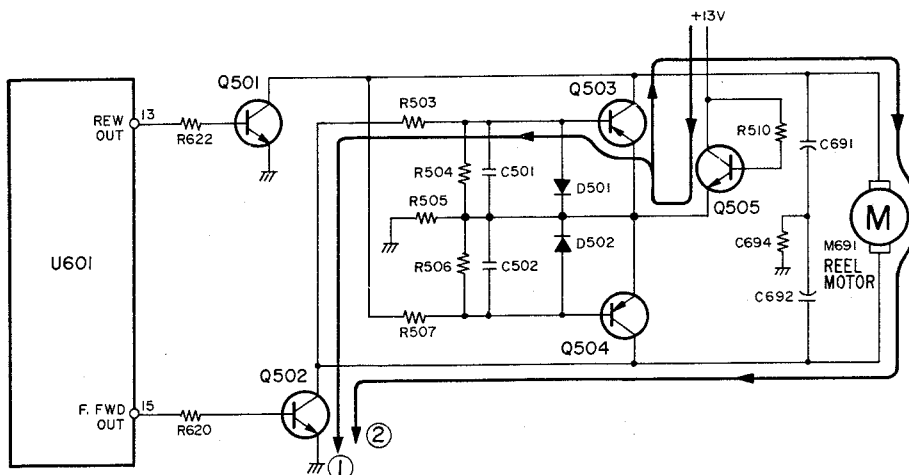 +13V
Q501
Q503
REW
OUT
13
R622
R503
R510
C691
R504
C501
D501
Q505
R505
M
U601
R506
C502
D502
C694
M691
REEL
MOTOR
C692
R507
Q504
Q502
F. FWD
OUT
15
R620
①
②